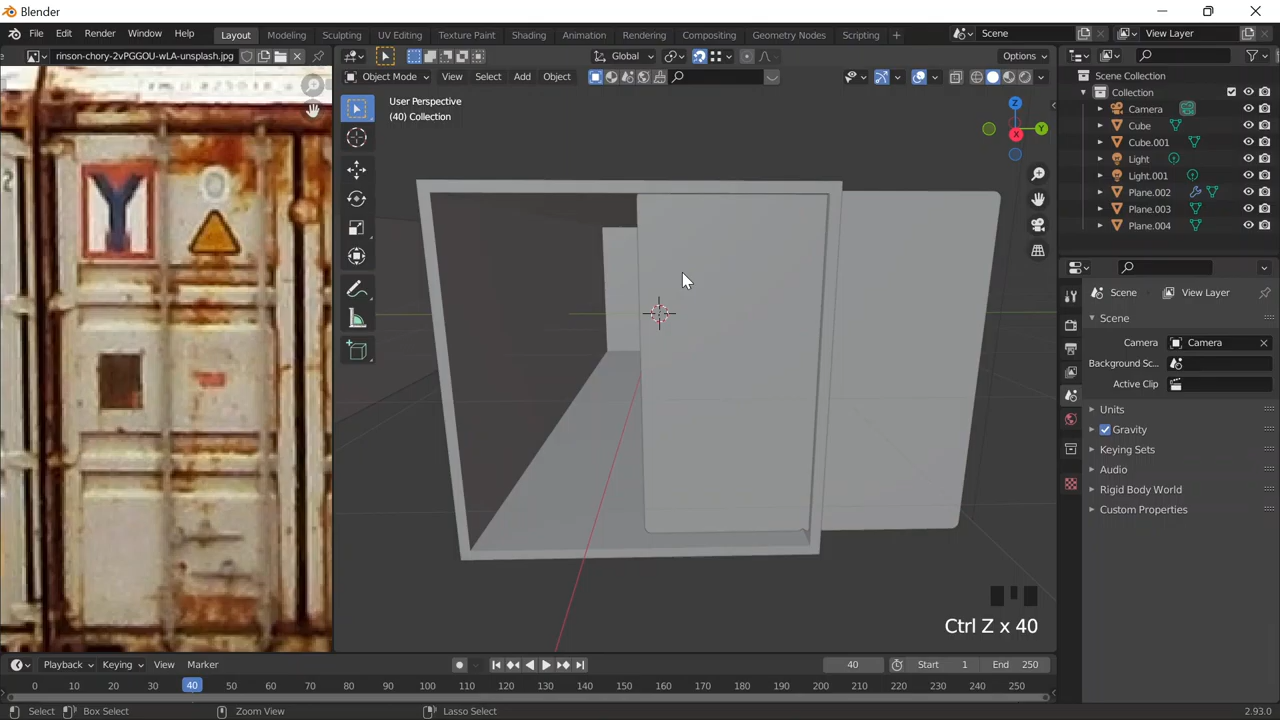 Blender
File Edit Render Window Help Layout Modeling Sculpting UV Editing Texture Paint Shading Animation Rendering Compositing Geometry Nodes Scripting Scene View Layer
rinson-chory-2vPGGOU-wLA-unsplash.jpg Global Options
Object Mode View Select Add Object
User Perspective
(40) Collection
Z
Y
X
Y
Ctrl Z x 40
Scene Collection
Collection
Camera
Cube
Cube.001
Light
Light.001
Plane.002
Plane.003
Plane.004
Scene View Layer
Scene
Camera Camera
Background Sc...
Active Clip
Units
Gravity
Keying Sets
Audio
Rigid Body World
Custom Properties
Playback Keying View Marker 40 Start 1 End 250
0 10 20 30 40 50 60 70 80 90 100 110 120 130 140 150 160 170 180 190 200 210 220 230 240 250
Select Box Select Zoom View Lasso Select 2.93.0